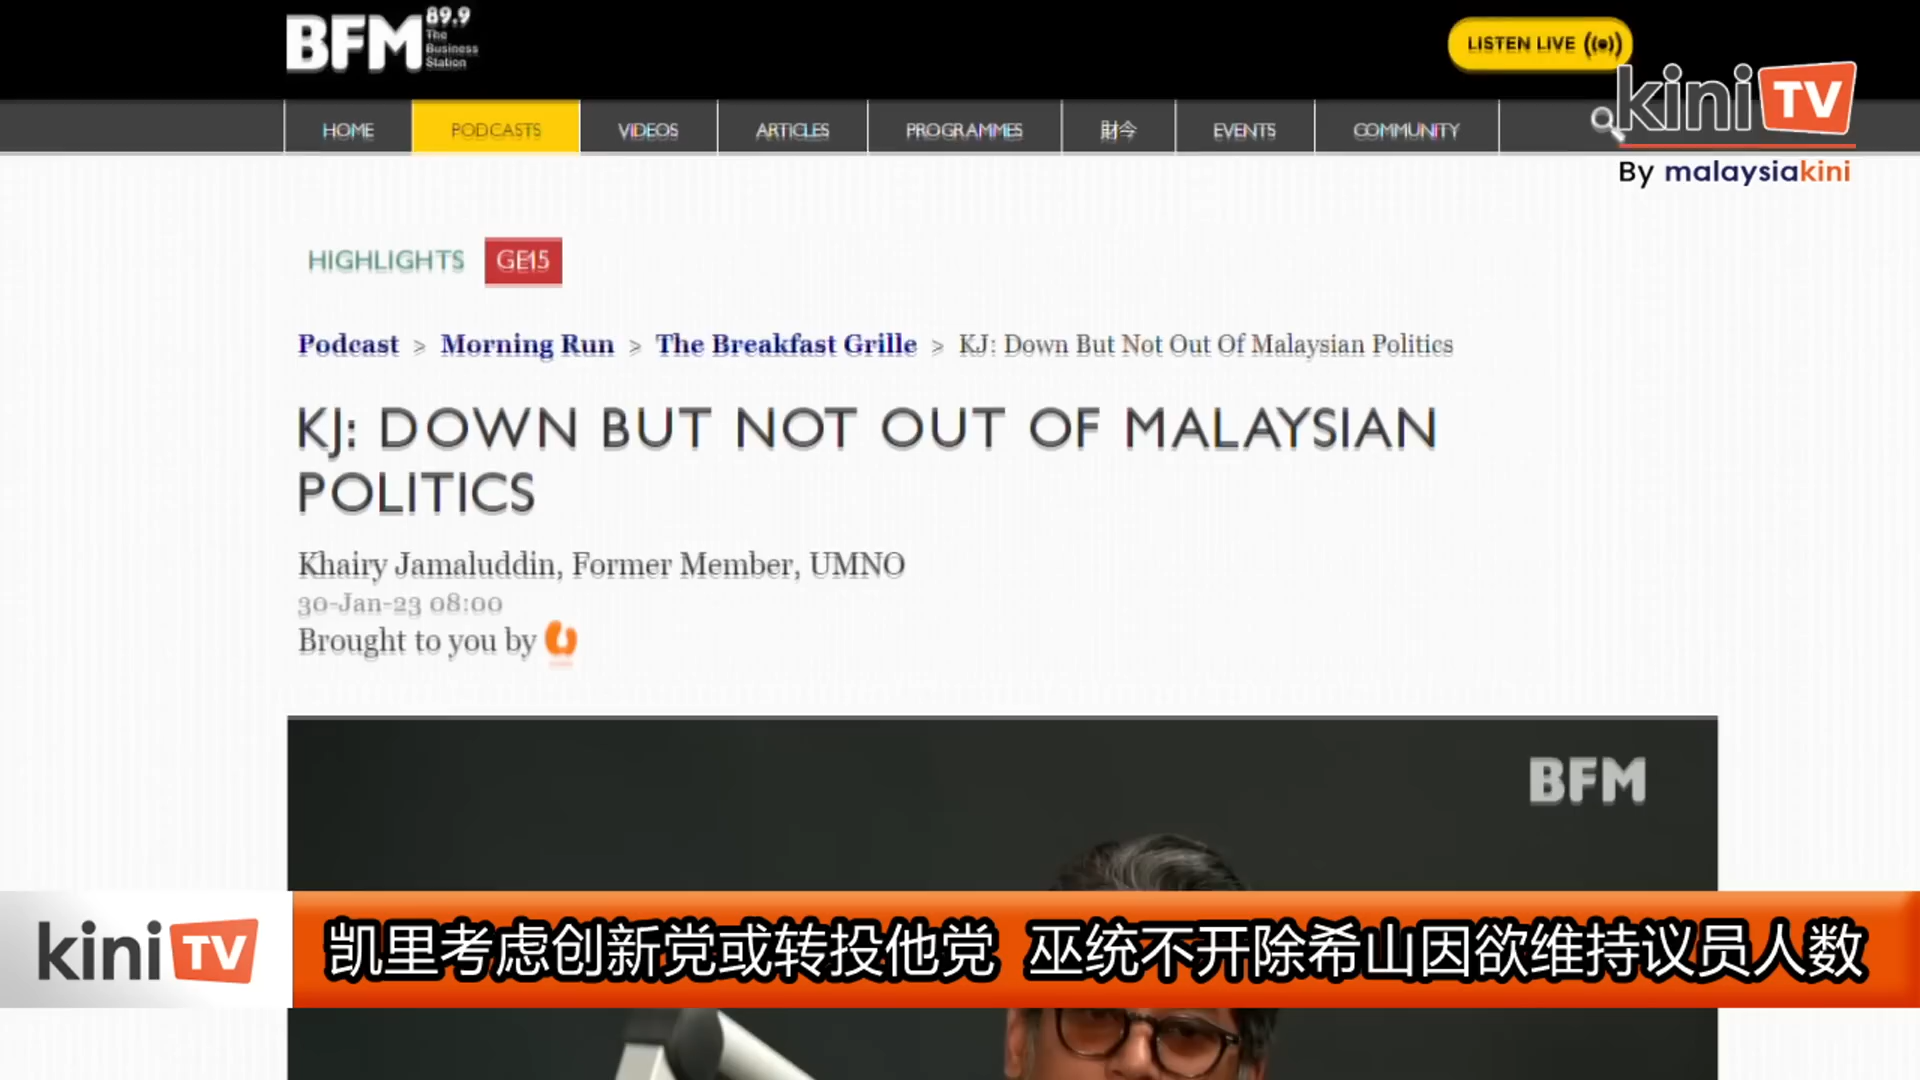 BFM 89.9
The
Business
Station
LISTEN LIVE
kini TV
By malaysiakini
HOME PODCASTS VIDEOS ARTICLES PROGRAMMES 財今 EVENTS COMMUNITY
HIGHLIGHTS GE15
Podcast > Morning Run > The Breakfast Grille > KJ: Down But Not Out Of Malaysian Politics
KJ: DOWN BUT NOT OUT OF MALAYSIAN
POLITICS
Khairy Jamaluddin, Former Member, UMNO
30-Jan-23 08:00
Brought to you by
BFM
kini TV
凯里考虑创新党或转投他党 巫统不开除希山因欲维持议员人数